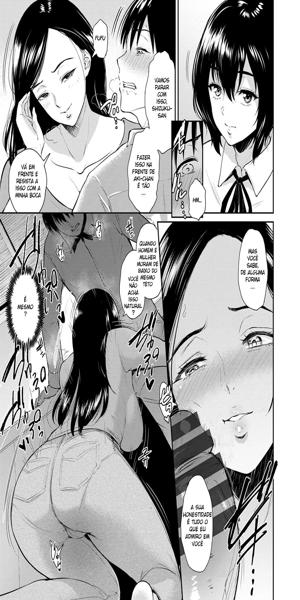 FUFU
VAMOS
PARAR
COM
ISSO,
SHIZUKU-
SAN.
FAZER
ISSO NA
FRENTE DE
AKI-CHAN
É TÃO
...
HM...
VÁ EM
FRENTE E
RESISTA A
ISSO COM A
MINHA BOCA
MAS
VOCÊ
SABE,
DE ALGUMA
FORMA
...
QUANDO
HOMEM E
MULHER
MORAM DE
BAIXO DO
MESMO
TETO
VOCÊ
NÃO
ACHA
ISSO
NATURAL
?
É
MESMO?
A SUA
HONESTIDADE
É TUDO O
QUE EU
ADMIRO EM
VOCÊ